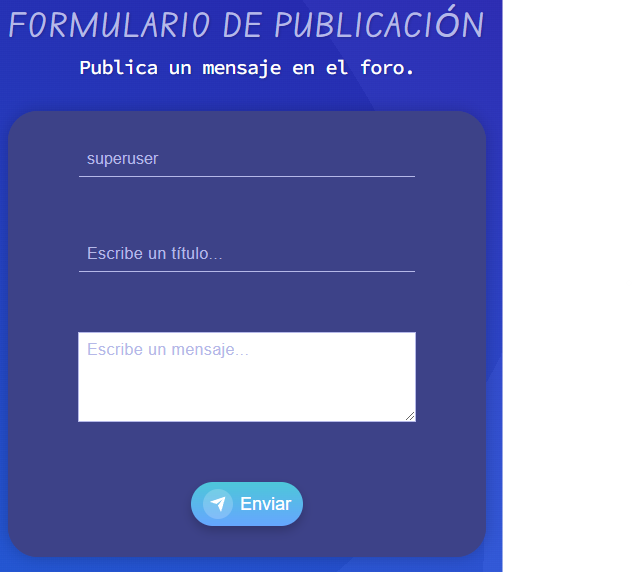 FORMULARIO DE PUBLICACIÓN
Publica un mensaje en el foro.
superuser
Escribe un título...
Escribe un mensaje...
Enviar